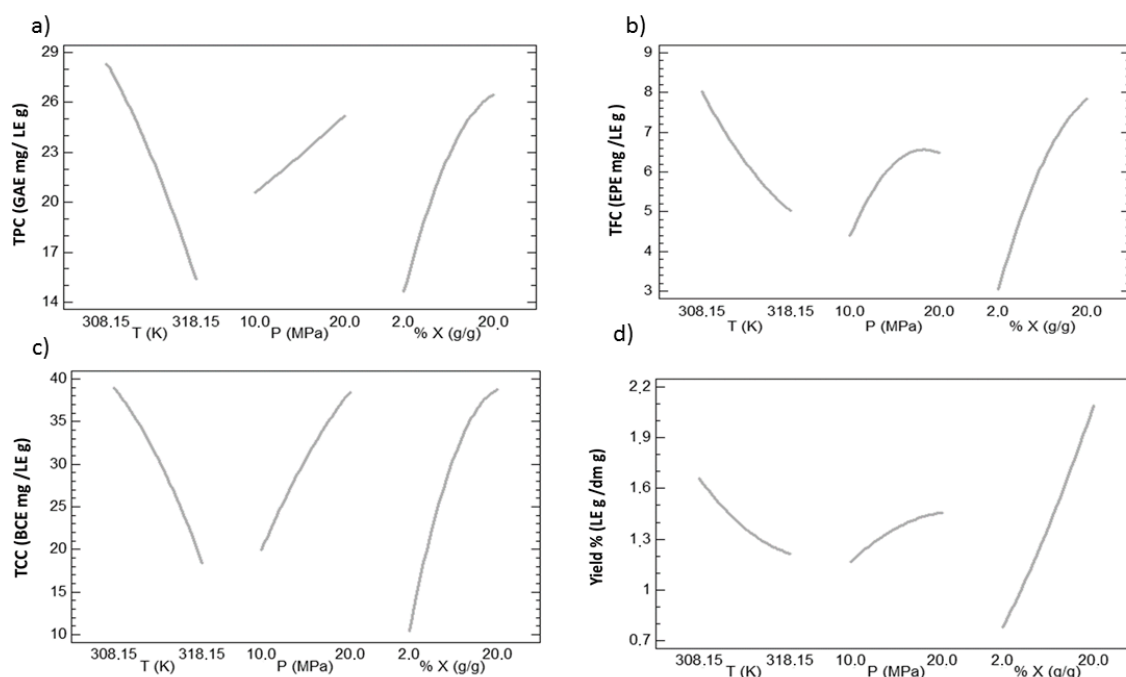 a)
29
26
23
20
17
14
TPC (GAE mg/ LE g)
308.15 T (K) 318.15 10.0 P (MPa) 20.0 2.0 % X (g/g) 20.0
b)
9
8
7
6
5
4
3
TFC (EPE mg /LE g )
308.15 T (K) 318.15 10.0 P (MPa) 20.0 2.0 % X (g/g) 20.0
c)
40
35
30
25
20
15
10
TCC (BCE mg /LE g)
308.15 T (K) 318.15 10.0 P (MPa) 20.0 2.0 % X (g/g) 20.0
d)
2,2
1.9
1.6
1.3
1
0.7
Yield % (LE g /dm g)
308.15 T (K) 318.15 10.0 P (MPa) 20.0 2.0 % X (g/g) 20.0